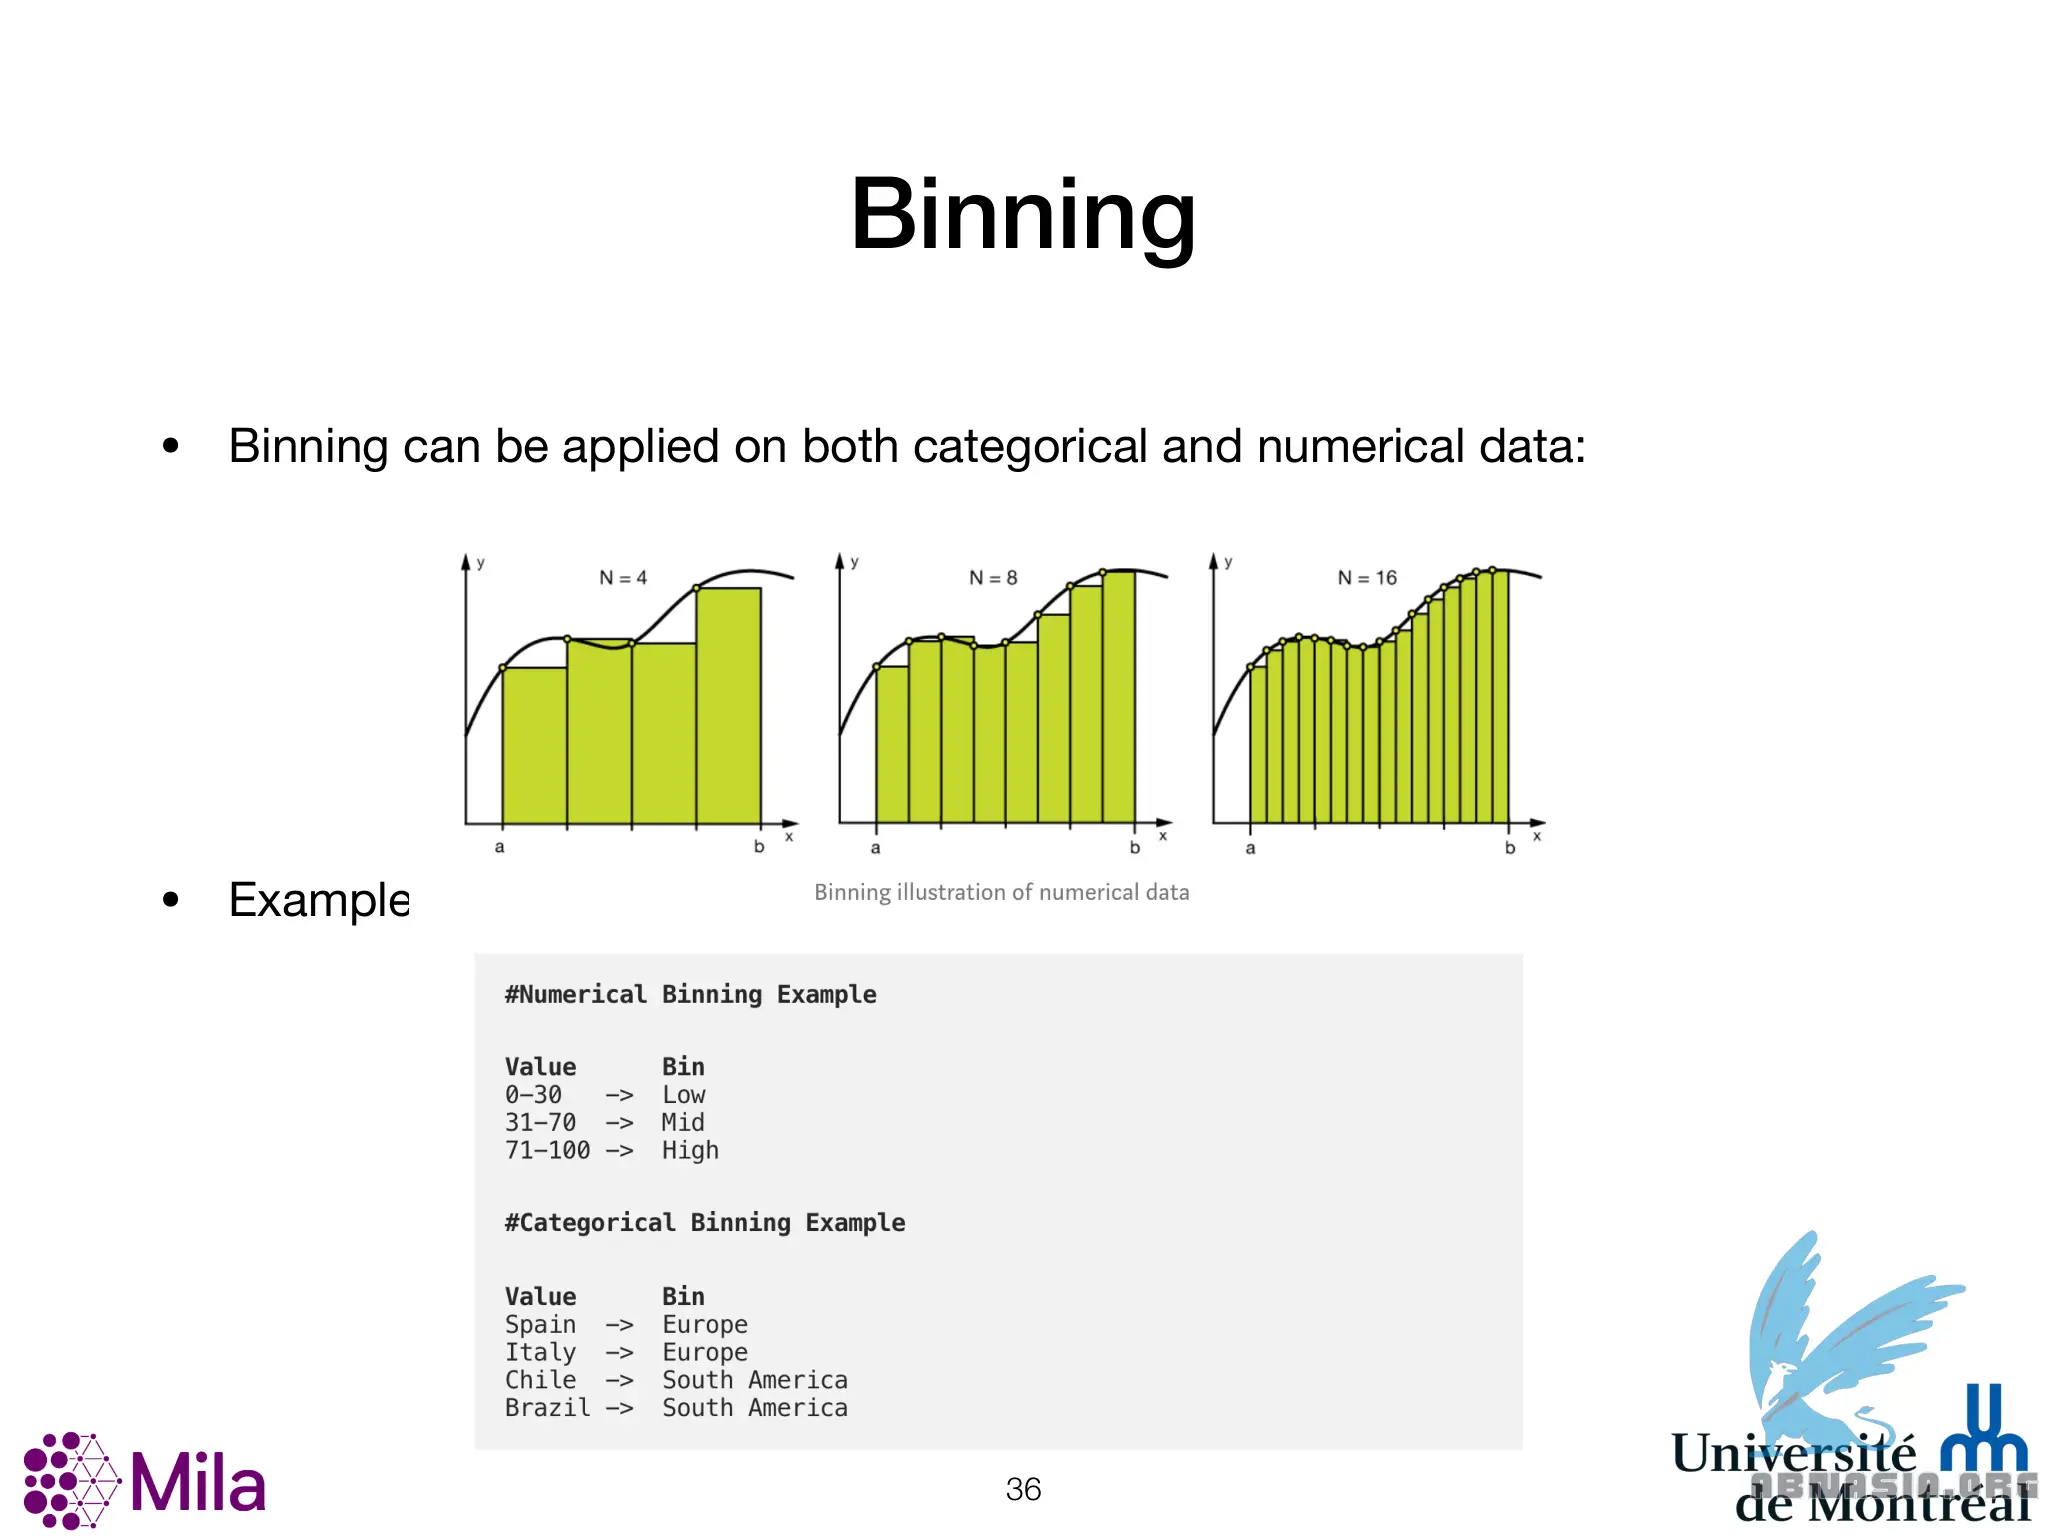 Binning
• Binning can be applied on both categorical and numerical data:
y N = 4
a b x
y N = 8
a b x
y N = 16
a b x
Binning illustration of numerical data
• Example
#Numerical Binning Example
Value Bin
0-30 -> Low
31-70 -> Mid
71-100 -> High
#Categorical Binning Example
Value Bin
Spain -> Europe
Italy -> Europe
Chile -> South America
Brazil -> South America
Mila
36
Université
de Montréal
ABNASIA.ORG